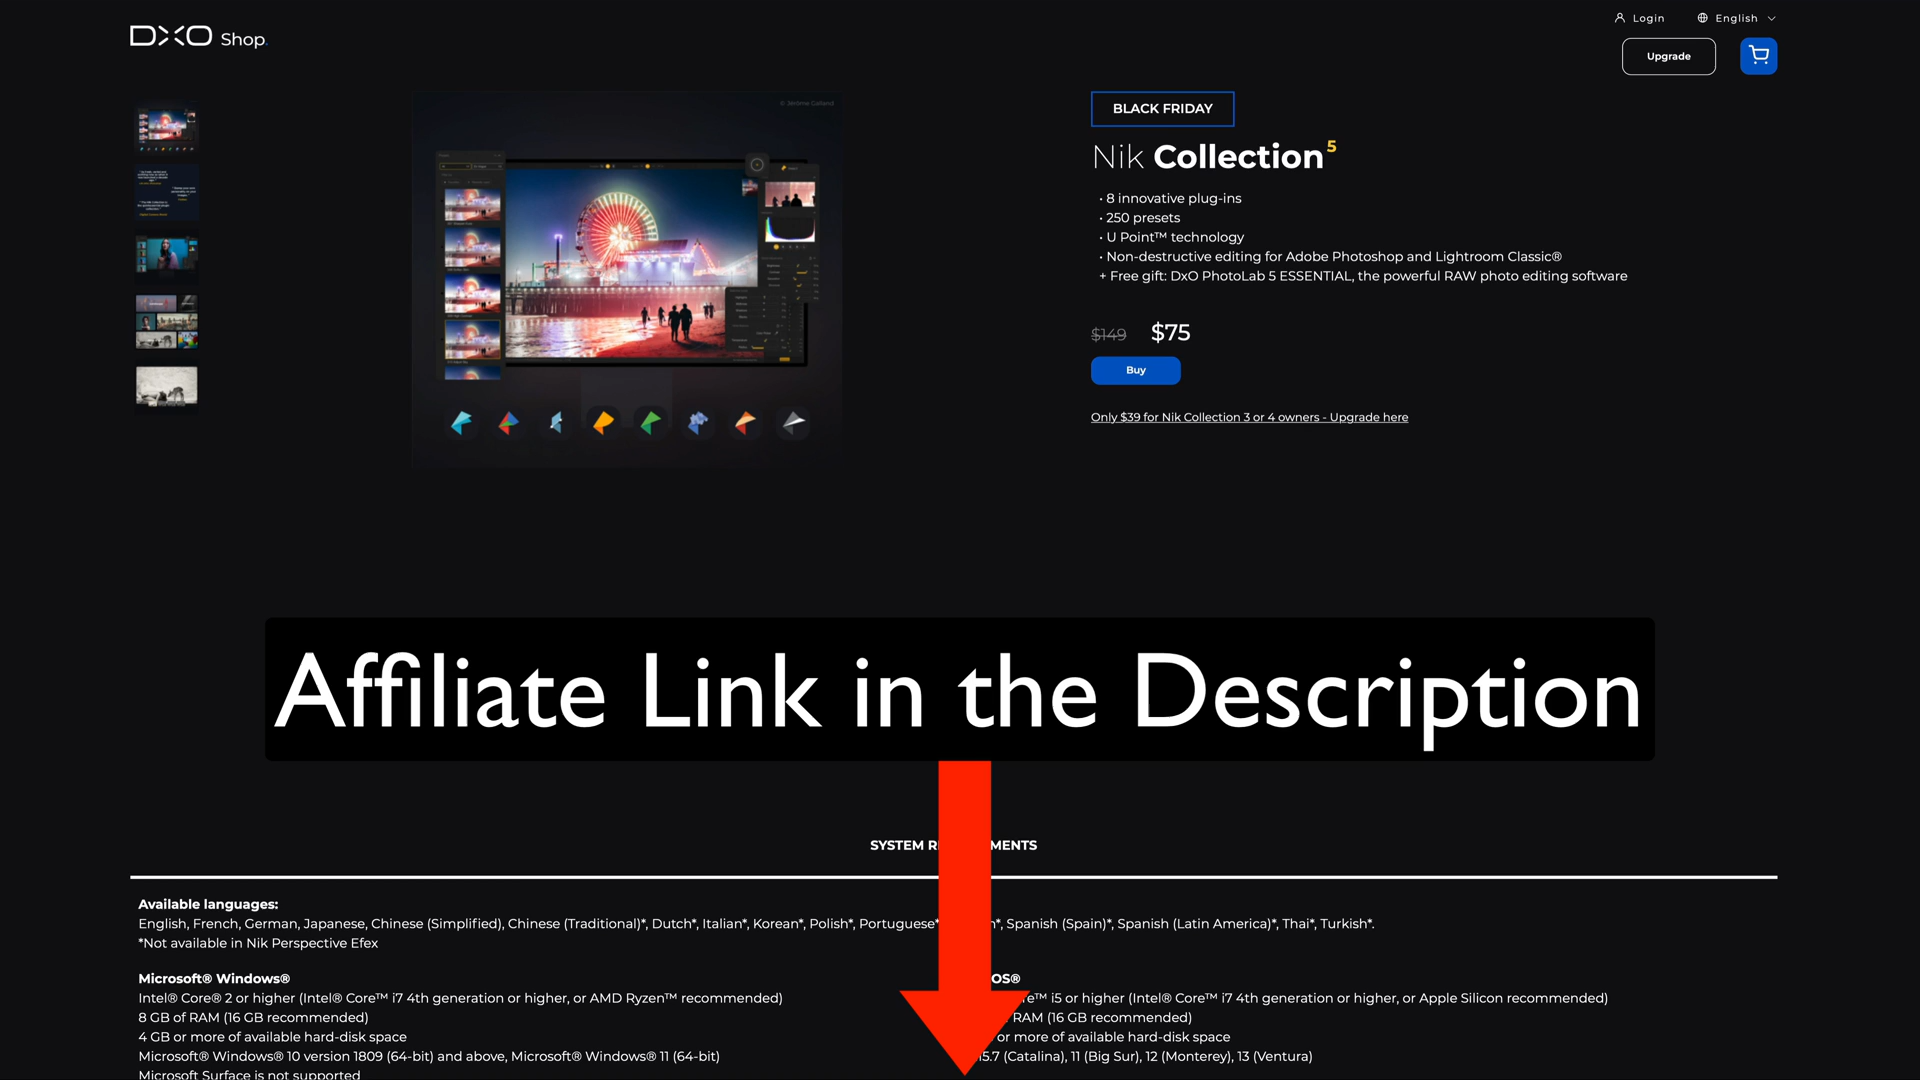 DXO Shop.
Login
English
Upgrade
© Jérôme Gelland
BLACK FRIDAY
Nik Collection 5
• 8 innovative plug-ins
• 250 presets
• U Point™ technology
• Non-destructive editing for Adobe Photoshop and Lightroom Classic®
+ Free gift: DxO PhotoLab 5 ESSENTIAL, the powerful RAW photo editing software
$149 $75
Buy
Only $39 for Nik Collection 3 or 4 owners - Upgrade here
Affiliate Link in the Description
SYSTEM R MENTS
Available languages:
English, French, German, Japanese, Chinese (Simplified), Chinese (Traditional)*, Dutch*, Italian*, Korean*, Polish*, Portuguese* n*, Spanish (Spain)*, Spanish (Latin America)*, Thai*, Turkish*.
*Not available in Nik Perspective Efex
Microsoft® Windows®
Intel® Core® 2 or higher (Intel® Core™ i7 4th generation or higher, or AMD Ryzen™ recommended)
8 GB of RAM (16 GB recommended)
4 GB or more of available hard-disk space
Microsoft® Windows® 10 version 1809 (64-bit) and above, Microsoft® Windows® 11 (64-bit)
Microsoft Surface is not supported
OS®
re™ i5 or higher (Intel® Core™ i7 4th generation or higher, or Apple Silicon recommended)
RAM (16 GB recommended)
or more of available hard-disk space
15.7 (Catalina), 11 (Big Sur), 12 (Monterey), 13 (Ventura)